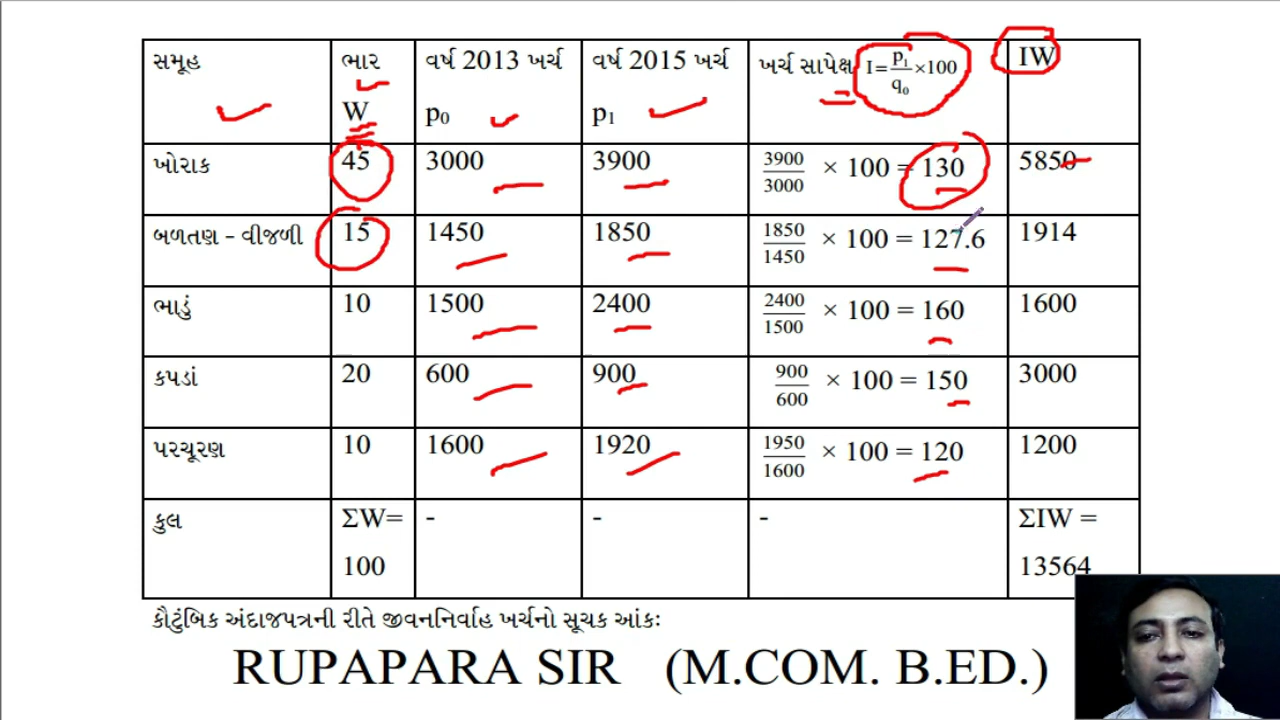 સમૂહ ભાર W વર્ષ 2013 ખર્ચ p₀ વર્ષ 2015 ખર્ચ p₁ ખર્ચ સાપેક્ષ I = p₁/q₀ × 100 IW
ખોરાક 45 3000 3900 3900/3000 × 100 = 130 5850
બળતણ – વીજળી 15 1450 1850 1850/1450 × 100 = 127.6 1914
ભાડું 10 1500 2400 2400/1500 × 100 = 160 1600
કપડાં 20 600 900 900/600 × 100 = 150 3000
પરચૂરણ 10 1600 1920 1950/1600 × 100 = 120 1200
કુલ ΣW= 100 - - - ΣIW = 13564
કૌટુંબિક અંદાજપત્રની રીતે જીવનનિર્વાહ ખર્ચનો સૂચક આંકઃ
RUPAPARA SIR (M.COM. B.ED.)